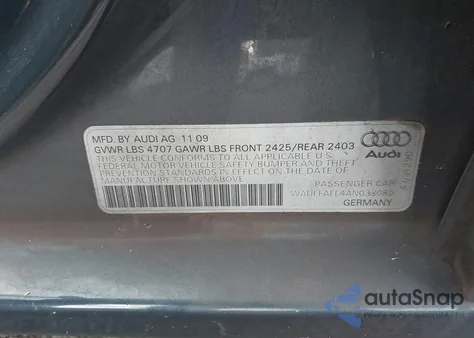 MFD. BY AUDI AG 11 09
GVWR LBS 4707 GAWR LBS FRONT 2425/REAR 2403
THIS VEHICLE CONFORMS TO ALL APPLICABLE U.S.
FEDERAL MOTOR VEHICLE SAFETY BUMPER AND THEFT
PREVENTION STANDARDS IN EFFECT ON THE DATE OF
MANUFACTURE SHOWN ABOVE
Audi
PASSENGER CAR
GERMANY
autoSnap